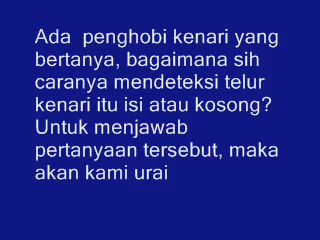 Ada  penghobi kenari yang
bertanya, bagaimana sih
caranya mendeteksi telur
kenari itu isi atau kosong?
Untuk menjawab
pertanyaan tersebut, maka
akan kami urai